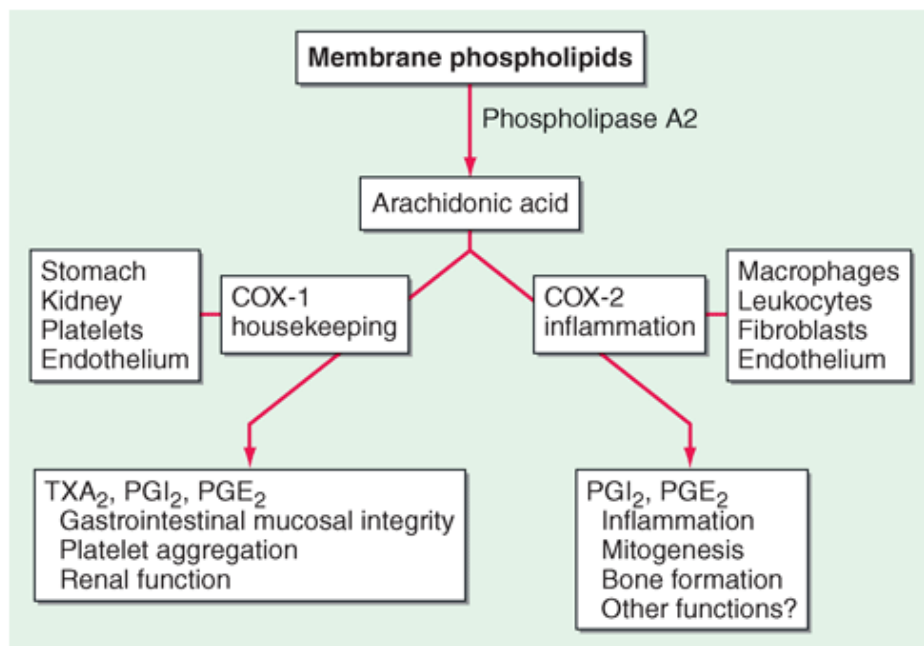 Membrane phospholipids
Phospholipase A2
Arachidonic acid
Stomach
Kidney
Platelets
Endothelium
COX-1
housekeeping
COX-2
inflammation
Macrophages
Leukocytes
Fibroblasts
Endothelium
TXA₂, PGI₂, PGE₂
Gastrointestinal mucosal integrity
Platelet aggregation
Renal function
PGI₂, PGE₂
Inflammation
Mitogenesis
Bone formation
Other functions?